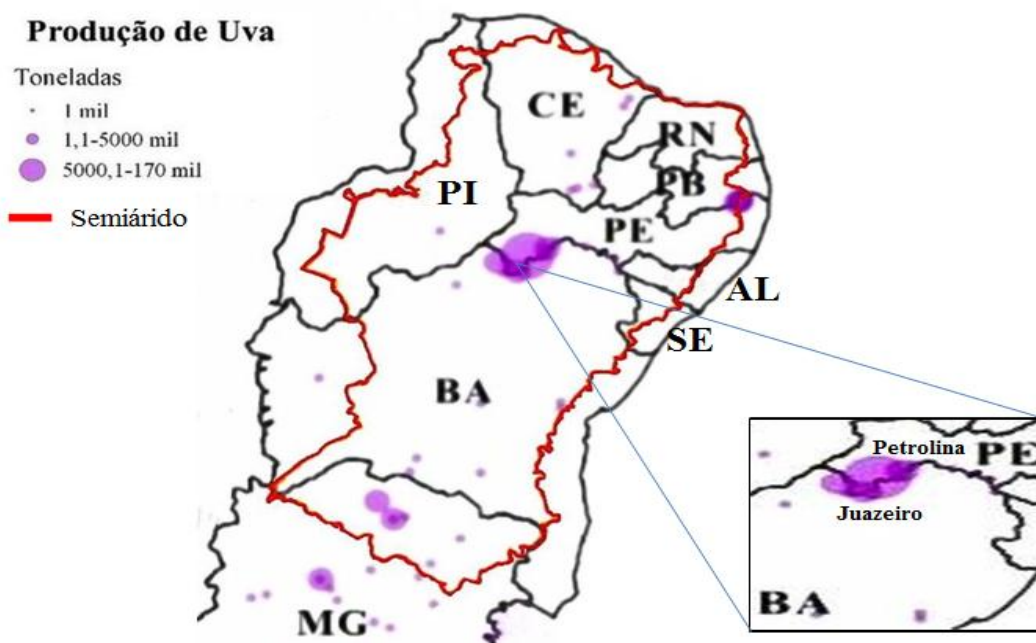 Produção de Uva
Toneladas
1 mil
1,1-5000 mil
5000,1-170 mil
Semiárido
CE
RN
PB
PI
PE
AL
SE
BA
MG
Petrolina
PE
Juazeiro
BA